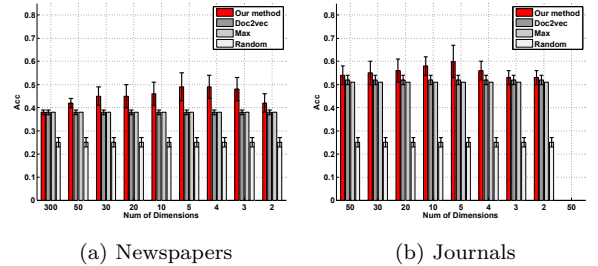 Our method
Doc2vec
Max
Random
Acc
0.8
0.7
0.6
0.5
0.4
0.3
0.2
0.1
0
300 50 30 20 10 5 4 3 2
Num of Dimensions
(a) Newspapers
Our method
Doc2vec
Max
Random
Acc
0.8
0.7
0.6
0.5
0.4
0.3
0.2
0.1
0
50 30 20 10 5 4 3 2 50
Num of Dimensions
(b) Journals